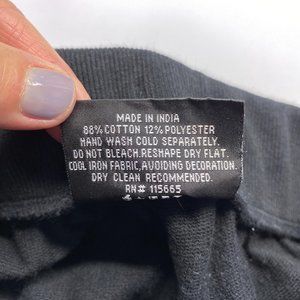 MADE IN INDIA
88% COTTON 12% POLYESTER
HAND WASH COLD SEPARATELY.
DO NOT BLEACH.RESHAPE DRY FLAT.
COOL IRON FABRIC,AVOIDING DECORATION.
DRY CLEAN RECOMMENDED.
RN# 115665